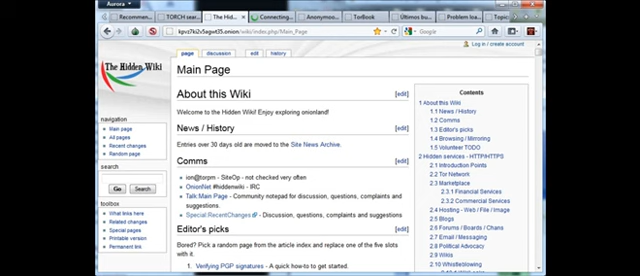 Aurora
Recomman...
TORCH sear...
The Hidd...
Connecting...
Anonymoo...
TorBook
Últimos bu...
Problem loa...
Topic
kpvz7ki2v5agwt35.onion/wiki/index.php/Main_Page
Google
Log in / create account
page
discussion
edit
history
The Hidden Wiki
Main Page
About this Wiki
[edit]
Welcome to the Hidden Wiki! Enjoy exploring onionland!
News / History
[edit]
Entries over 30 days old are moved to the Site News Archive.
Comms
[edit]
ion@torpm - SiteOp - not checked very often
OnionNet #hiddenwiki - IRC
Talk:Main Page - Community notepad for discussion, questions, complaints and
suggestions.
Special:RecentChanges - Discussion, questions, complaints and suggestions
Editor's picks
[edit]
Bored? Pick a random page from the article index and replace one of the five slots
with it.
1. Verifying PGP signatures - A quick how-to get started.
navigation
Main page
All pages
Recent changes
Random page
search
Go
Search
toolbox
What links here
Related changes
Special pages
Printable version
Permanent link
Contents
1 About this Wiki
1.1 News / History
1.2 Comms
1.3 Editor's picks
1.4 Browsing / Mirroring
1.5 Volunteer TODO
2 Hidden services - HTTP/HTTPS
2.1 Introduction Points
2.2 Tor Network
2.3 Marketplace
2.3.1 Financial Services
2.3.2 Commercial Services
2.4 Hosting - Web / File / Image
2.5 Blogs
2.6 Forums / Boards / Chans
2.7 Email / Messaging
2.8 Political Advocacy
2.9 Wikis
2.10 Whistleblowing